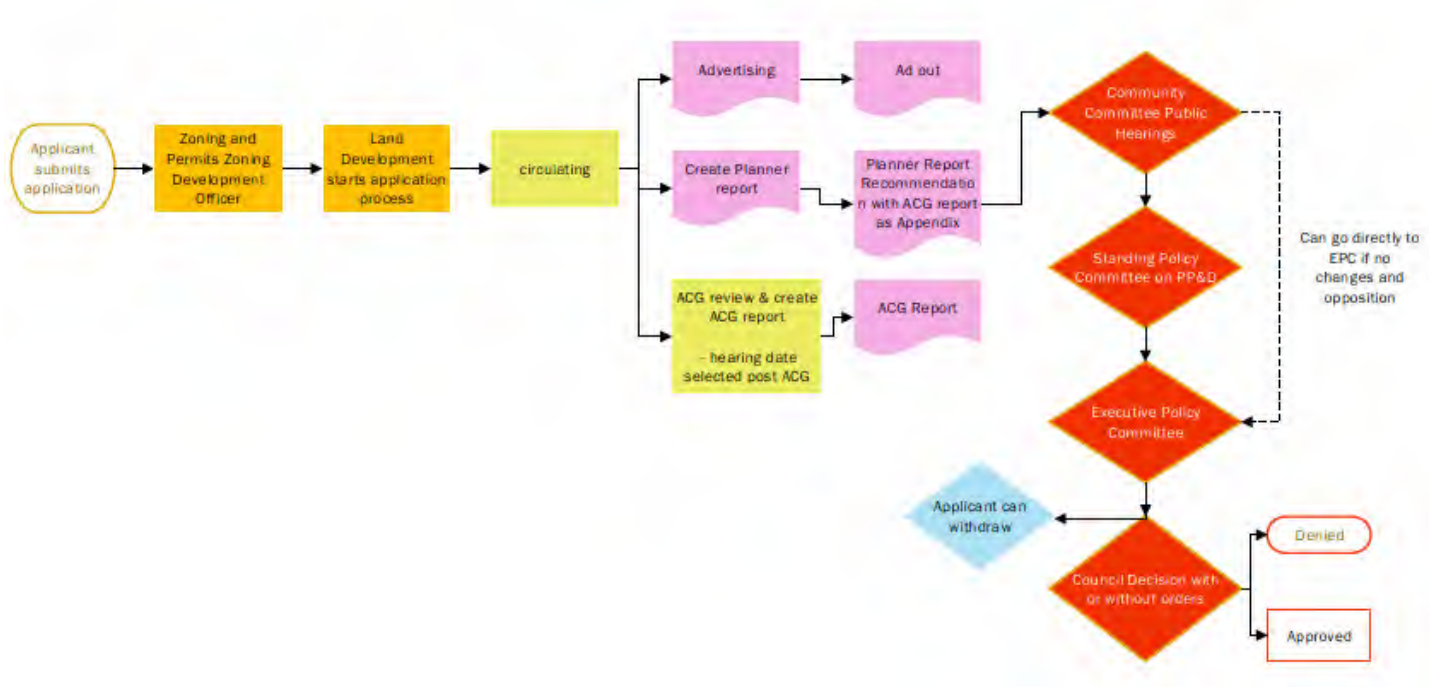 Applicant
submits
application
Zoning and
Permits Zoning
Development
Officer
Land
Development
starts application
process
circulating
Advertising
Ad out
Create Planner
report
Planner Report
Recommendatio
n with ACG report
as Appendix
ACG review & create
ACG report
- hearing date
selected post ACG
ACG Report
Community
Committee Public
Hearings
Standing Policy
Committee on PP&D
Can go directly to
EPC if no
changes and
opposition
Executive Policy
Committee
Applicant can
withdraw
Council Decision with
or without orders
Denied
Approved